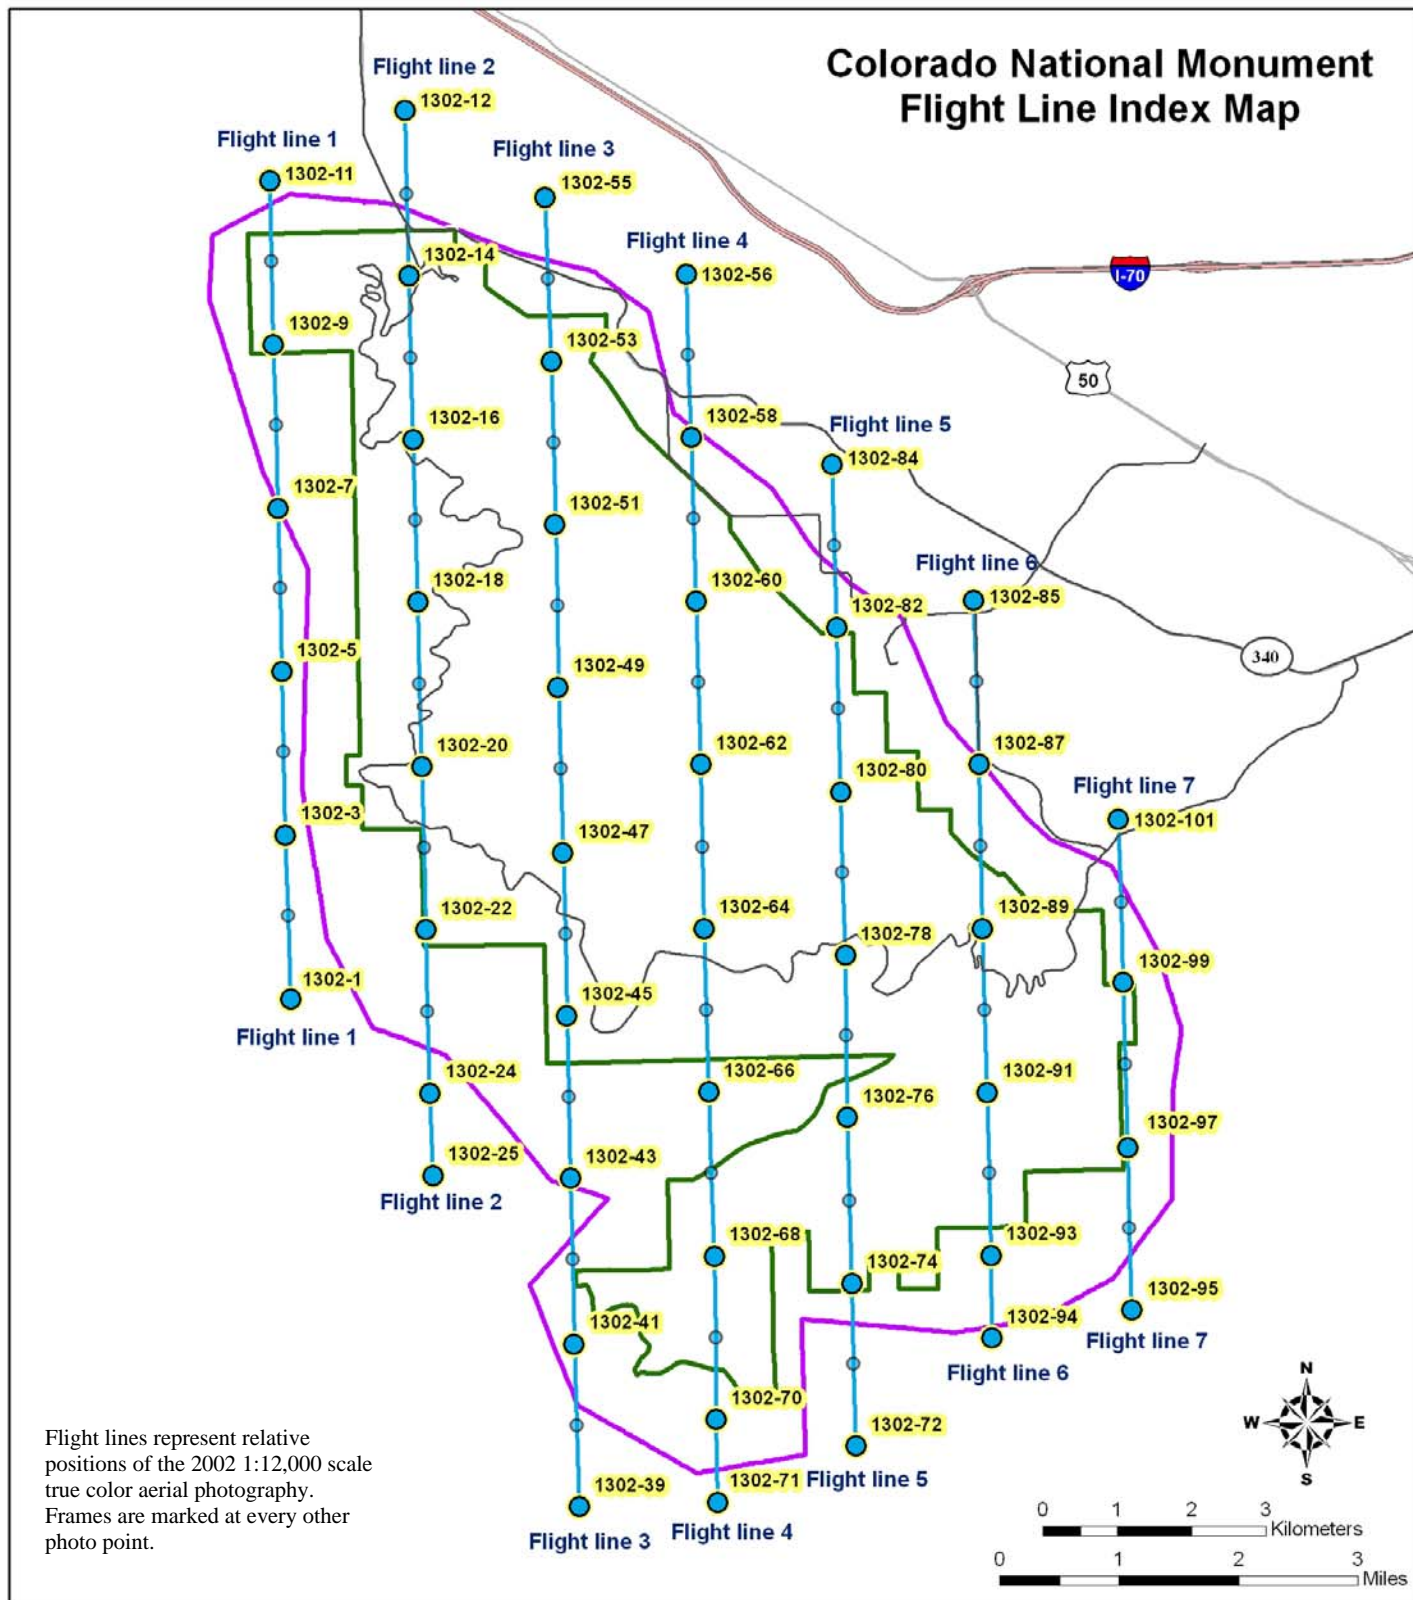 Colorado National Monument
Flight Line Index Map
Flight line 2
1302-12
Flight line 1
1302-11
Flight line 3
1302-55
Flight line 4
1302-56
1302-14
I-70
1302-9
1302-53
50
1302-16
1302-58
Flight line 5
1302-84
1302-7
1302-51
Flight line 6
1302-85
1302-18
1302-60
1302-82
1302-5
1302-49
340
1302-20
1302-62
1302-87
1302-80
Flight line 7
1302-101
1302-3
1302-47
1302-22
1302-64
1302-89
1302-78
1302-99
1302-1
Flight line 1
1302-45
1302-24
1302-66
1302-91
1302-76
1302-97
1302-25
Flight line 2
1302-43
1302-68
1302-93
1302-74
1302-95
Flight line 7
1302-41
1302-94
Flight line 6
1302-70
1302-72
Flight line 5
1302-39
Flight line 3
1302-71
Flight line 4
N
W
E
S
Flight lines represent relative
positions of the 2002 1:12,000 scale
true color aerial photography.
Frames are marked at every other
photo point.
0 1 2 3
Kilometers
0 1 2 3
Miles